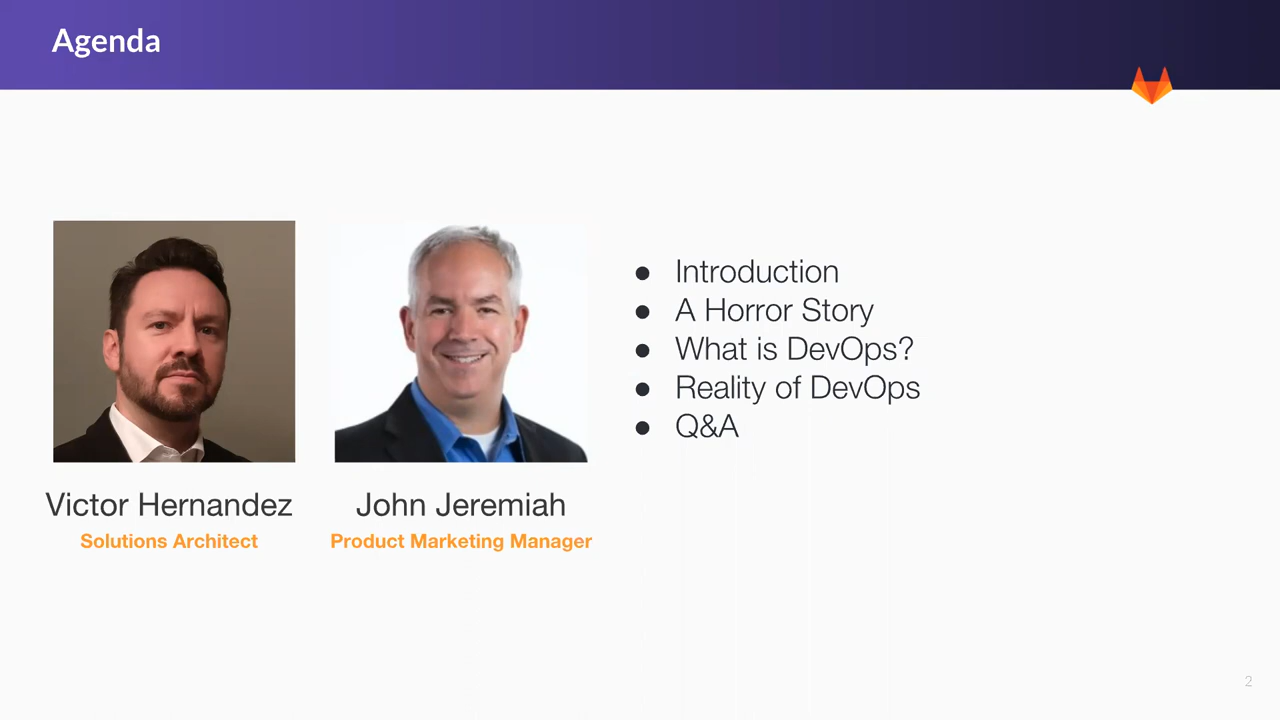 Agenda
Introduction
A Horror Story
What is DevOps?
Reality of DevOps
Q&A
Victor Hernandez
Solutions Architect
John Jeremiah
Product Marketing Manager
2